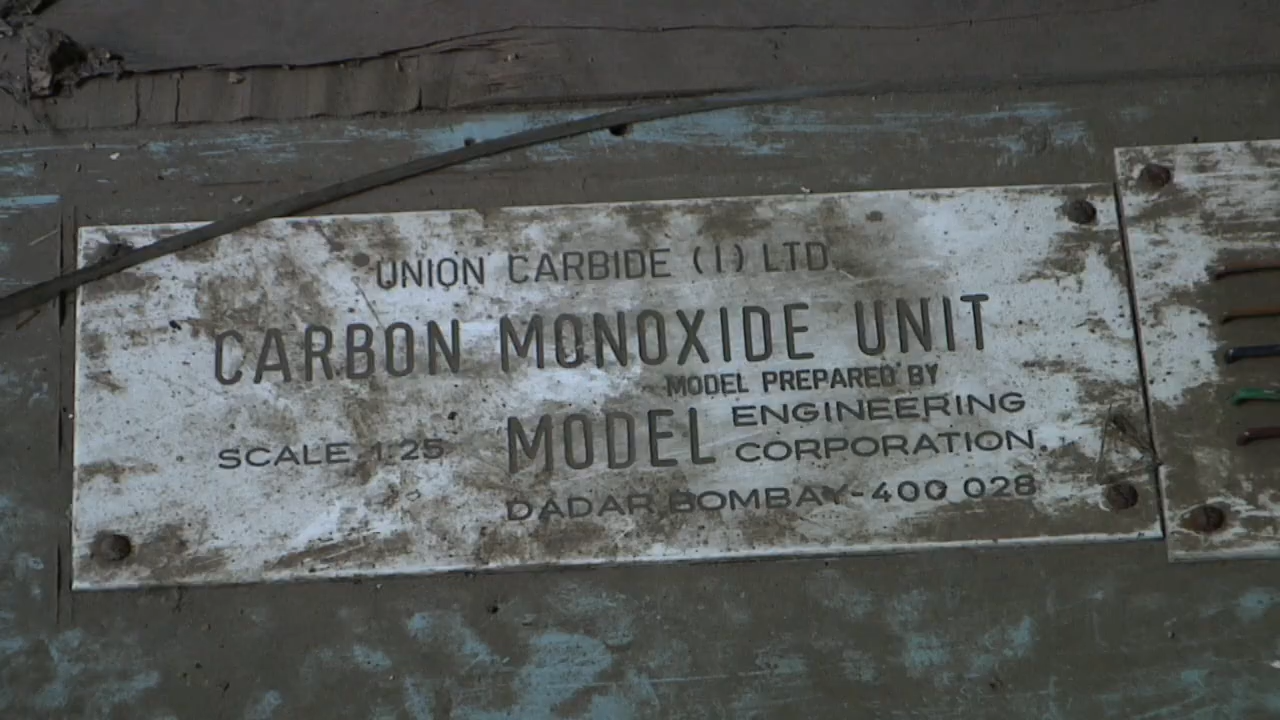 UNION CARBIDE (I) LTD
CARBON MONOXIDE UNIT
MODEL PREPARED BY
SCALE 1:25 MODEL ENGINEERING CORPORATION.
DADAR, BOMBAY-400 028